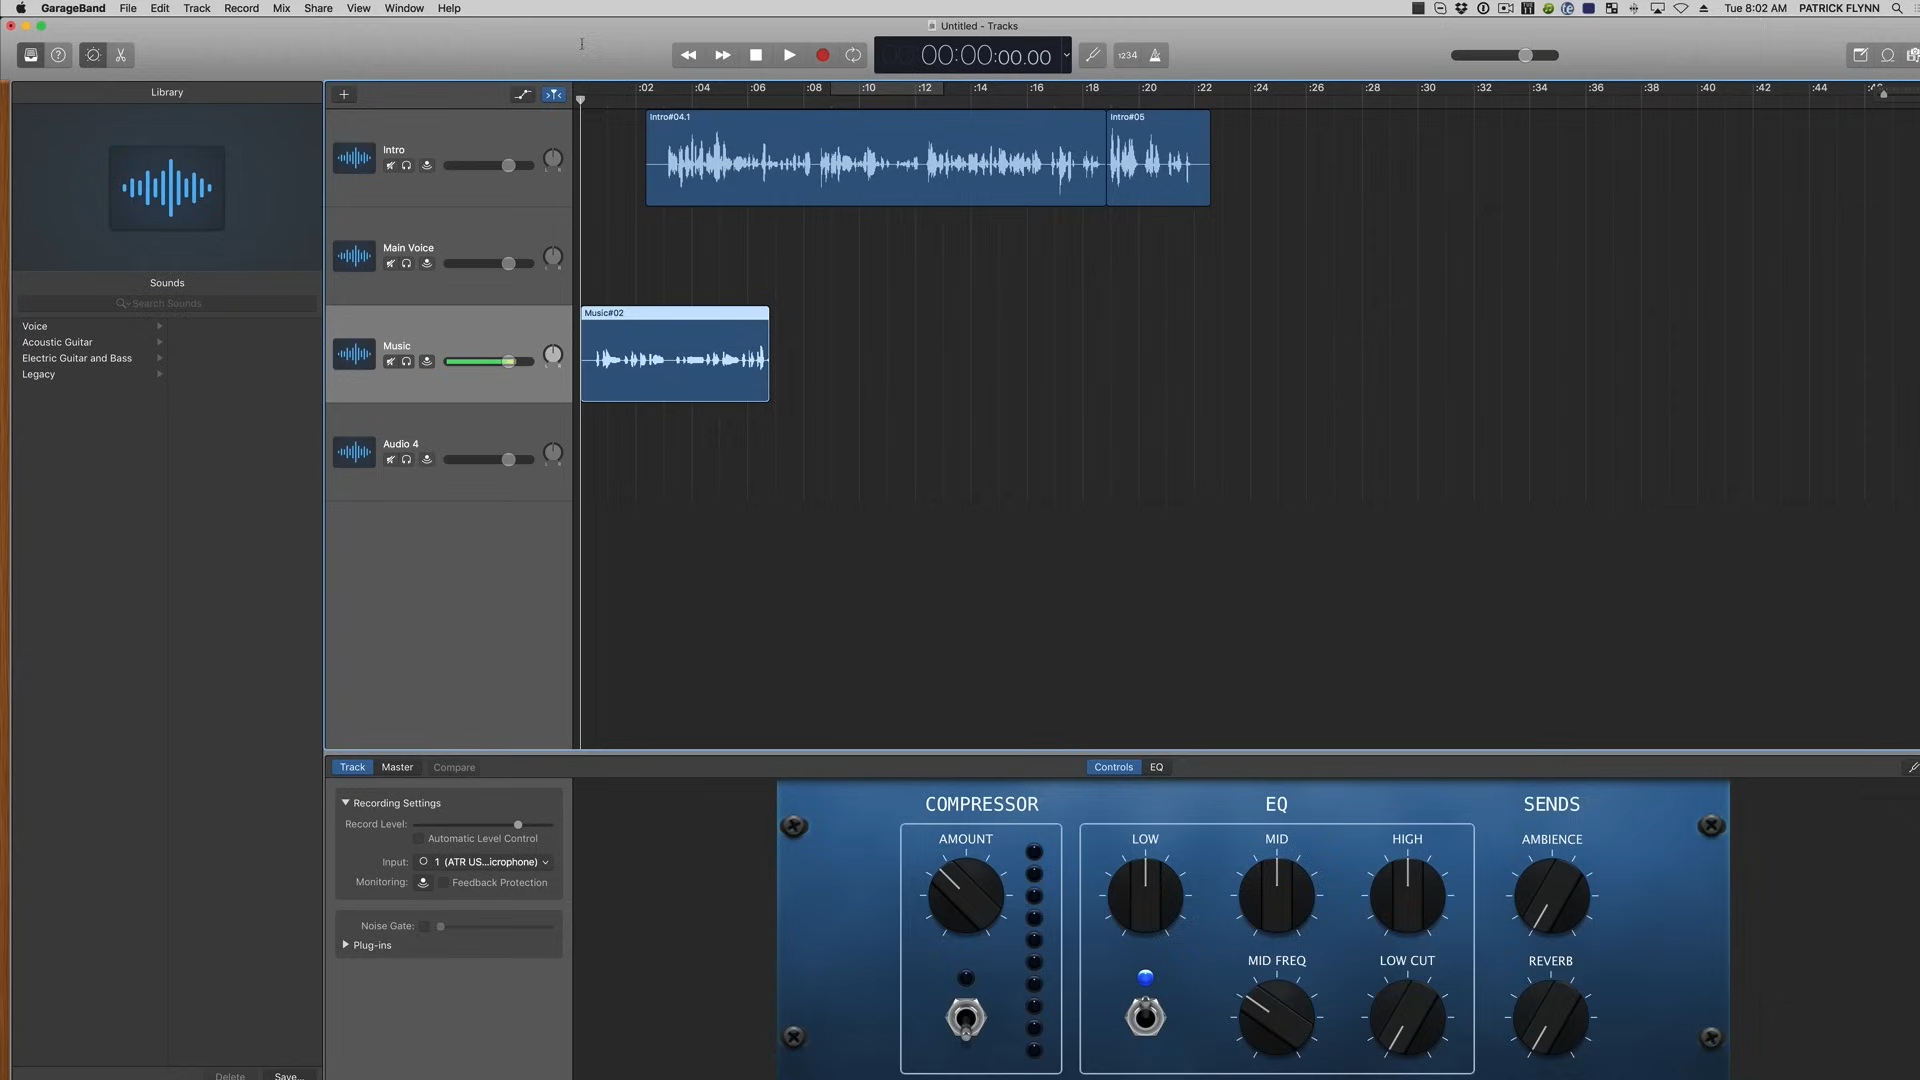 GarageBand File Edit Track Record Mix Share View Window Help Tue 8:02 AM PATRICK FLYNN
Untitled - Tracks
00:00:00.00 1234
Library
:02 :04 :06 :08 :10 :12 :14 :16 :18 :20 :22 :24 :26 :28 :30 :32 :34 :36 :38 :40 :42 :44
Intro#04.1 Intro#05
Intro
L R
Main Voice
L R
Sounds
Search Sounds
Voice
Acoustic Guitar
Electric Guitar and Bass
Legacy
Music#02
Music
L R
Audio 4
L R
Track Master Compare Controls EQ
Recording Settings
Record Level:
Automatic Level Control
Input: 1 (ATR US...icrophone)
Monitoring: Feedback Protection
Noise Gate:
Plug-ins
COMPRESSOR EQ SENDS
AMOUNT LOW MID HIGH AMBIENCE
MID FREQ LOW CUT REVERB
Delete Save...